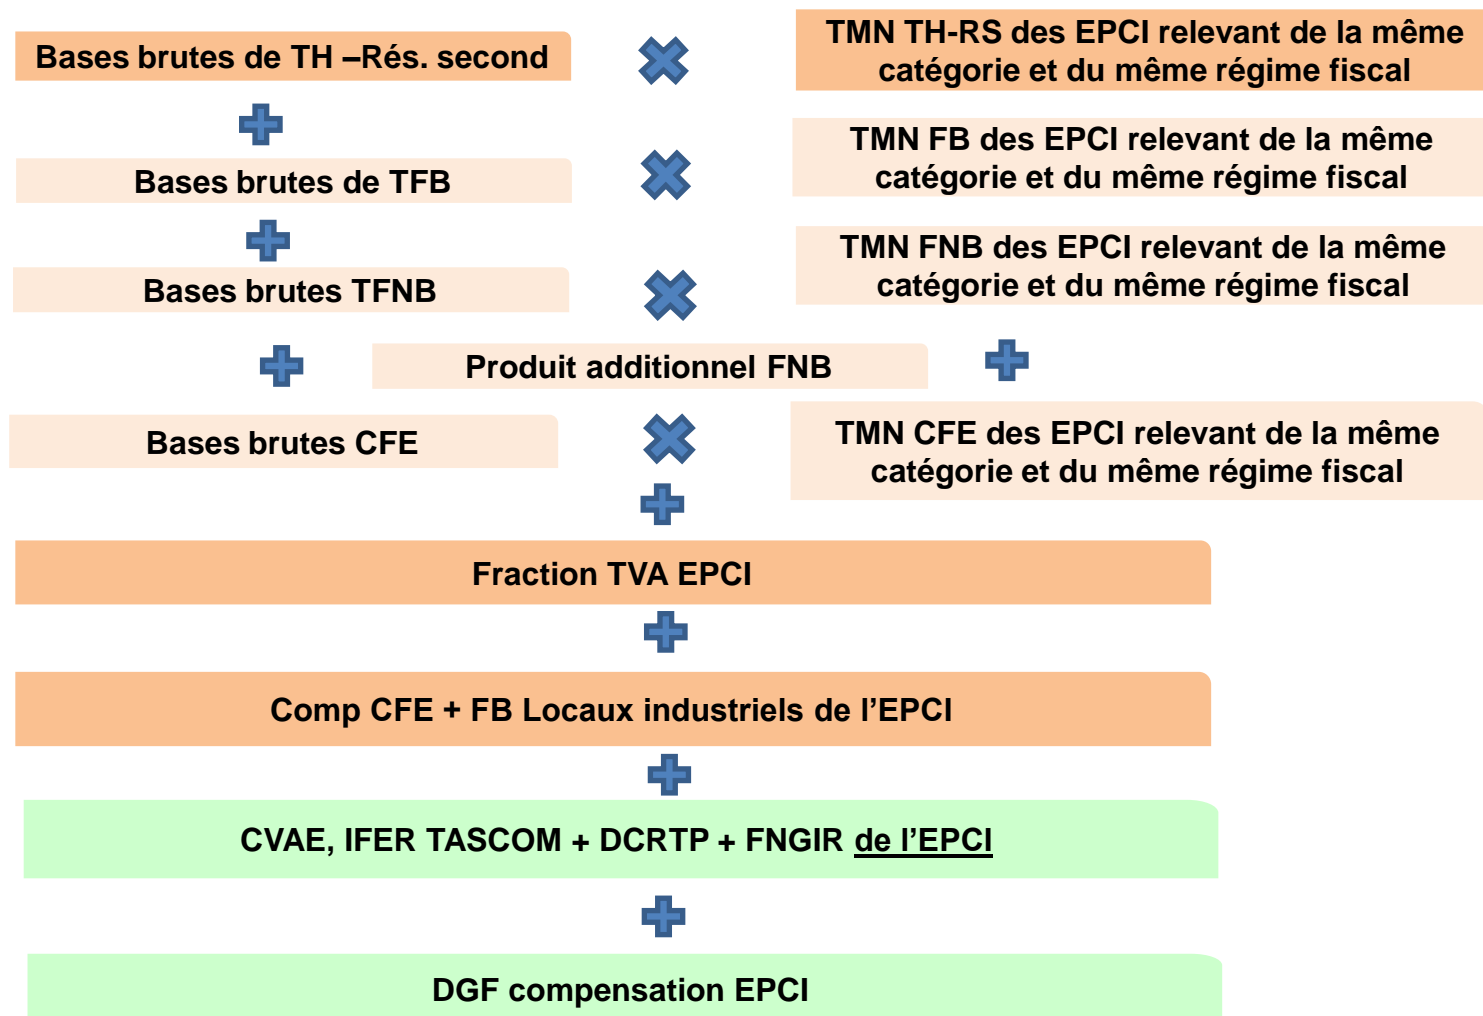 Bases brutes de TH –Rés. second
TMN TH-RS des EPCI relevant de la même
catégorie et du même régime fiscal
Bases brutes de TFB
TMN FB des EPCI relevant de la même
catégorie et du même régime fiscal
Bases brutes TFNB
TMN FNB des EPCI relevant de la même
catégorie et du même régime fiscal
Produit additionnel FNB
Bases brutes CFE
TMN CFE des EPCI relevant de la même
catégorie et du même régime fiscal
Fraction TVA EPCI
Comp CFE + FB Locaux industriels de l’EPCI
CVAE, IFER TASCOM + DCRTP + FNGIR de l’EPCI
DGF compensation EPCI